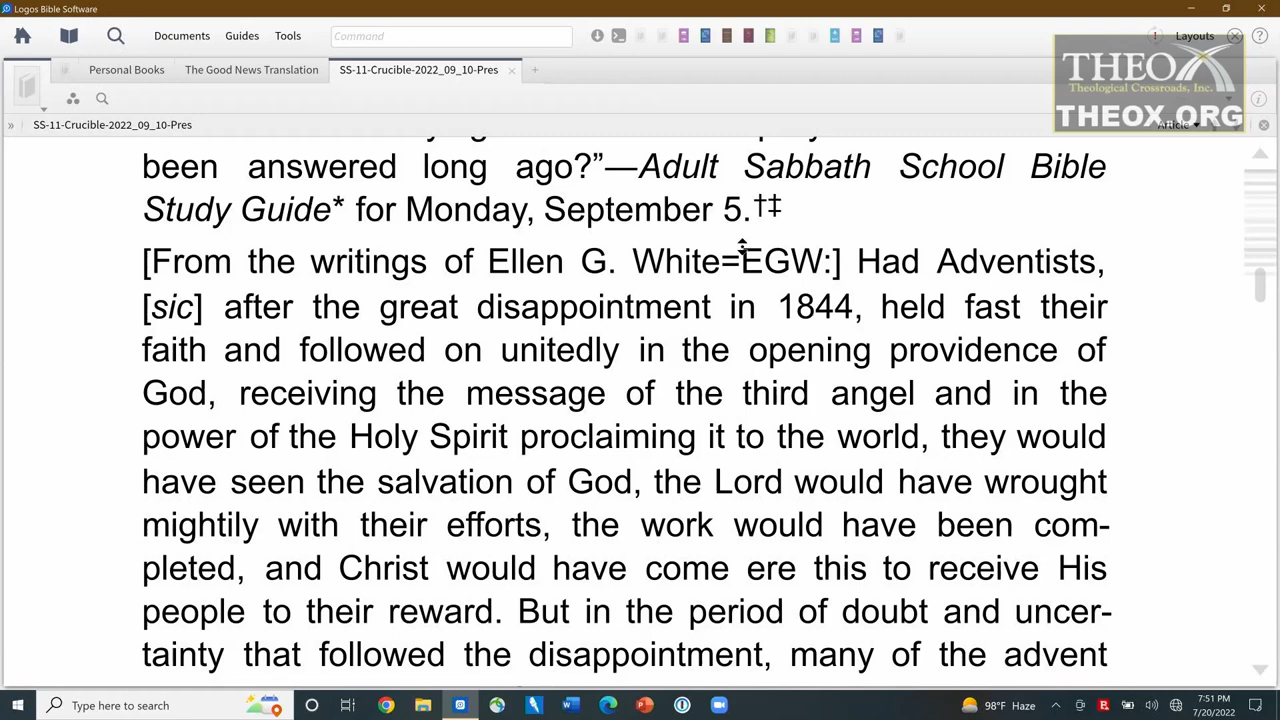 Logos Bible Software
Documents Guides Tools Command Layouts
Personal Books The Good News Translation SS-11-Crucible-2022_09_10-Pres
THEOX
Theological Crossroads, Inc.
THEOX.ORG
SS-11-Crucible-2022_09_10-Pres Article
been answered long ago?”—Adult Sabbath School Bible
Study Guide* for Monday, September 5.†‡
[From the writings of Ellen G. White=EGW:] Had Adventists,
[sic] after the great disappointment in 1844, held fast their
faith and followed on unitedly in the opening providence of
God, receiving the message of the third angel and in the
power of the Holy Spirit proclaiming it to the world, they would
have seen the salvation of God, the Lord would have wrought
mightily with their efforts, the work would have been com-
pleted, and Christ would have come ere this to receive His
people to their reward. But in the period of doubt and uncer-
tainty that followed the disappointment, many of the advent
Type here to search
98°F Haze
7:51 PM
7/20/2022